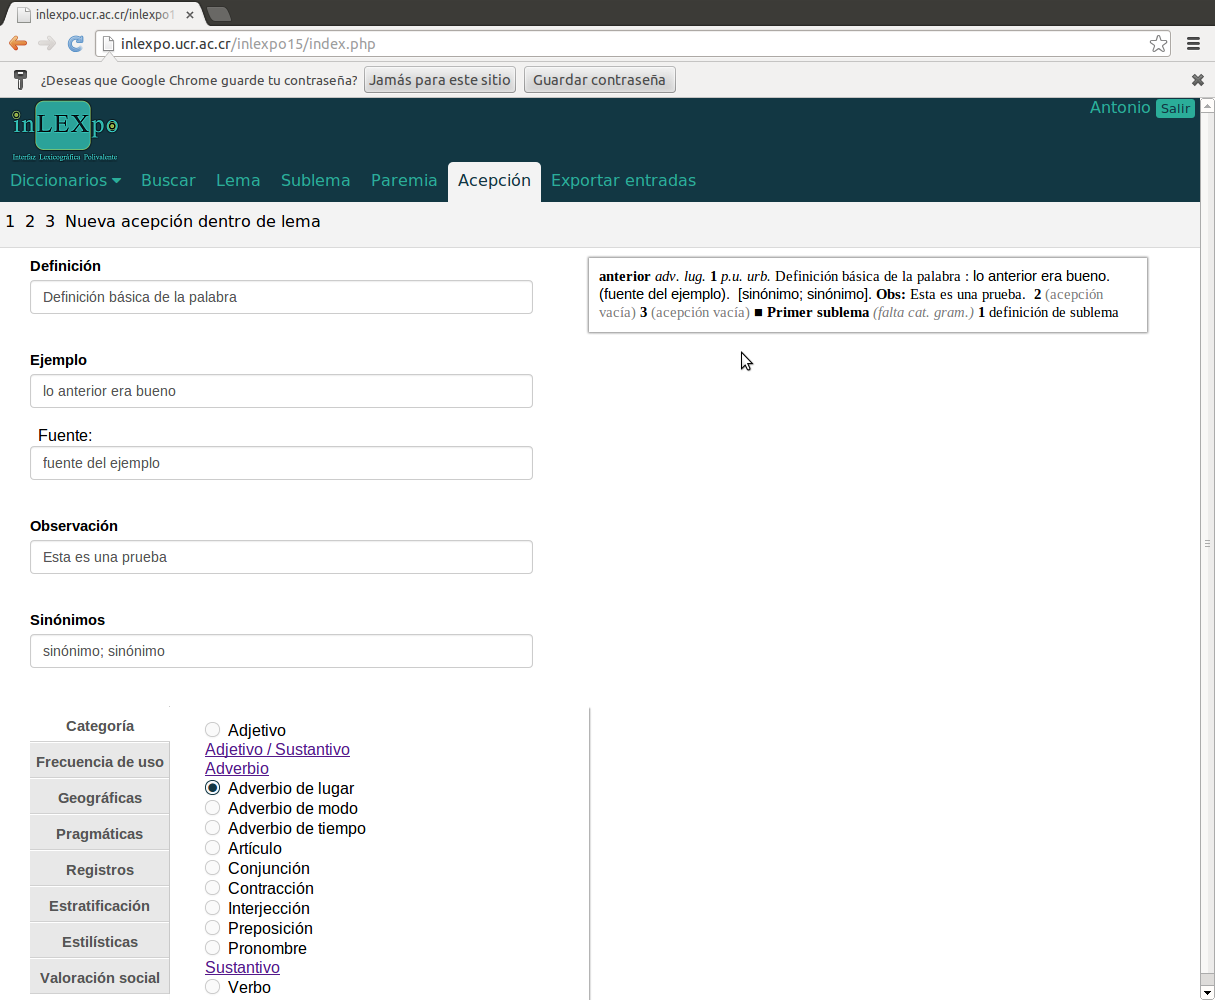 inlexpo.ucr.ac.cr/inlexpo1
inlexpo.ucr.ac.cr/inlexpo15/index.php
¿Deseas que Google Chrome guarde tu contraseña? Jamás para este sitio Guardar contraseña
Antonio Salir
inLEXpo
Interfaz Lexicográfica Polivalente
Diccionarios Buscar Lema Sublema Paremia Acepción Exportar entradas
1 2 3 Nueva acepción dentro de lema
Definición
Definición básica de la palabra
anterior adv. lug. 1 p.u. urb. Definición básica de la palabra : lo anterior era bueno.
(fuente del ejemplo). [sinónimo; sinónimo]. Obs: Esta es una prueba. 2 (acepción
vacía) 3 (acepción vacía) ■ Primer sublema (falta cat. gram.) 1 definición de sublema
Ejemplo
lo anterior era bueno
Fuente:
fuente del ejemplo
Observación
Esta es una prueba
Sinónimos
sinónimo; sinónimo
Categoría
Frecuencia de uso
Geográficas
Pragmáticas
Registros
Estratificación
Estilísticas
Valoración social
Adjetivo
Adjetivo / Sustantivo
Adverbio
Adverbio de lugar
Adverbio de modo
Adverbio de tiempo
Artículo
Conjunción
Contracción
Interjección
Preposición
Pronombre
Sustantivo
Verbo